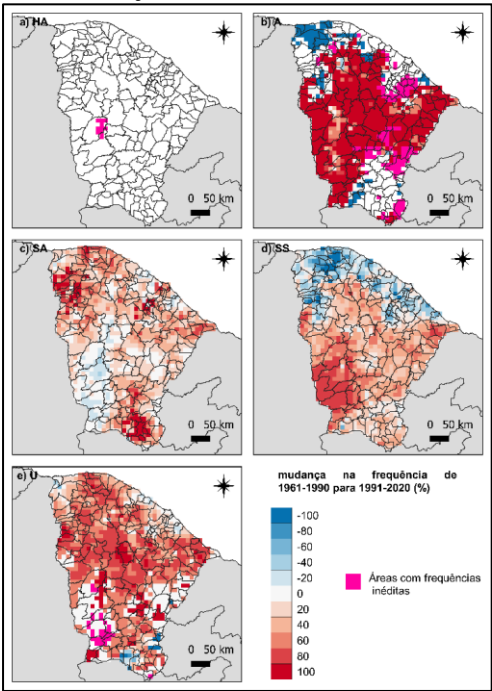 a) HA
0 50 km
b) A
0 50 km
c) SA
0 50 km
d) SS
0 50 km
e) U
0 50 km
mudança na frequência de
1961-1990 para 1991-2020 (%)
-100
-80
-60
-40
-20
0
20
40
60
80
100
Áreas com frequências
inéditas